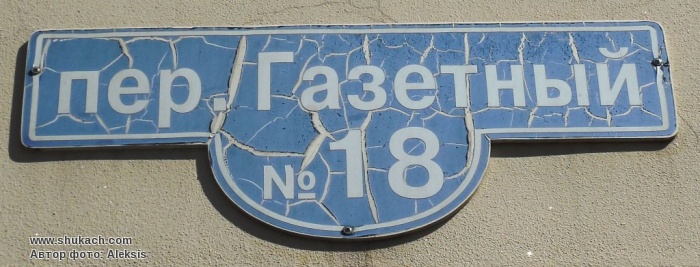 пер. Газетный
№ 18
www.shukach.com
Автор фото: Aleksis